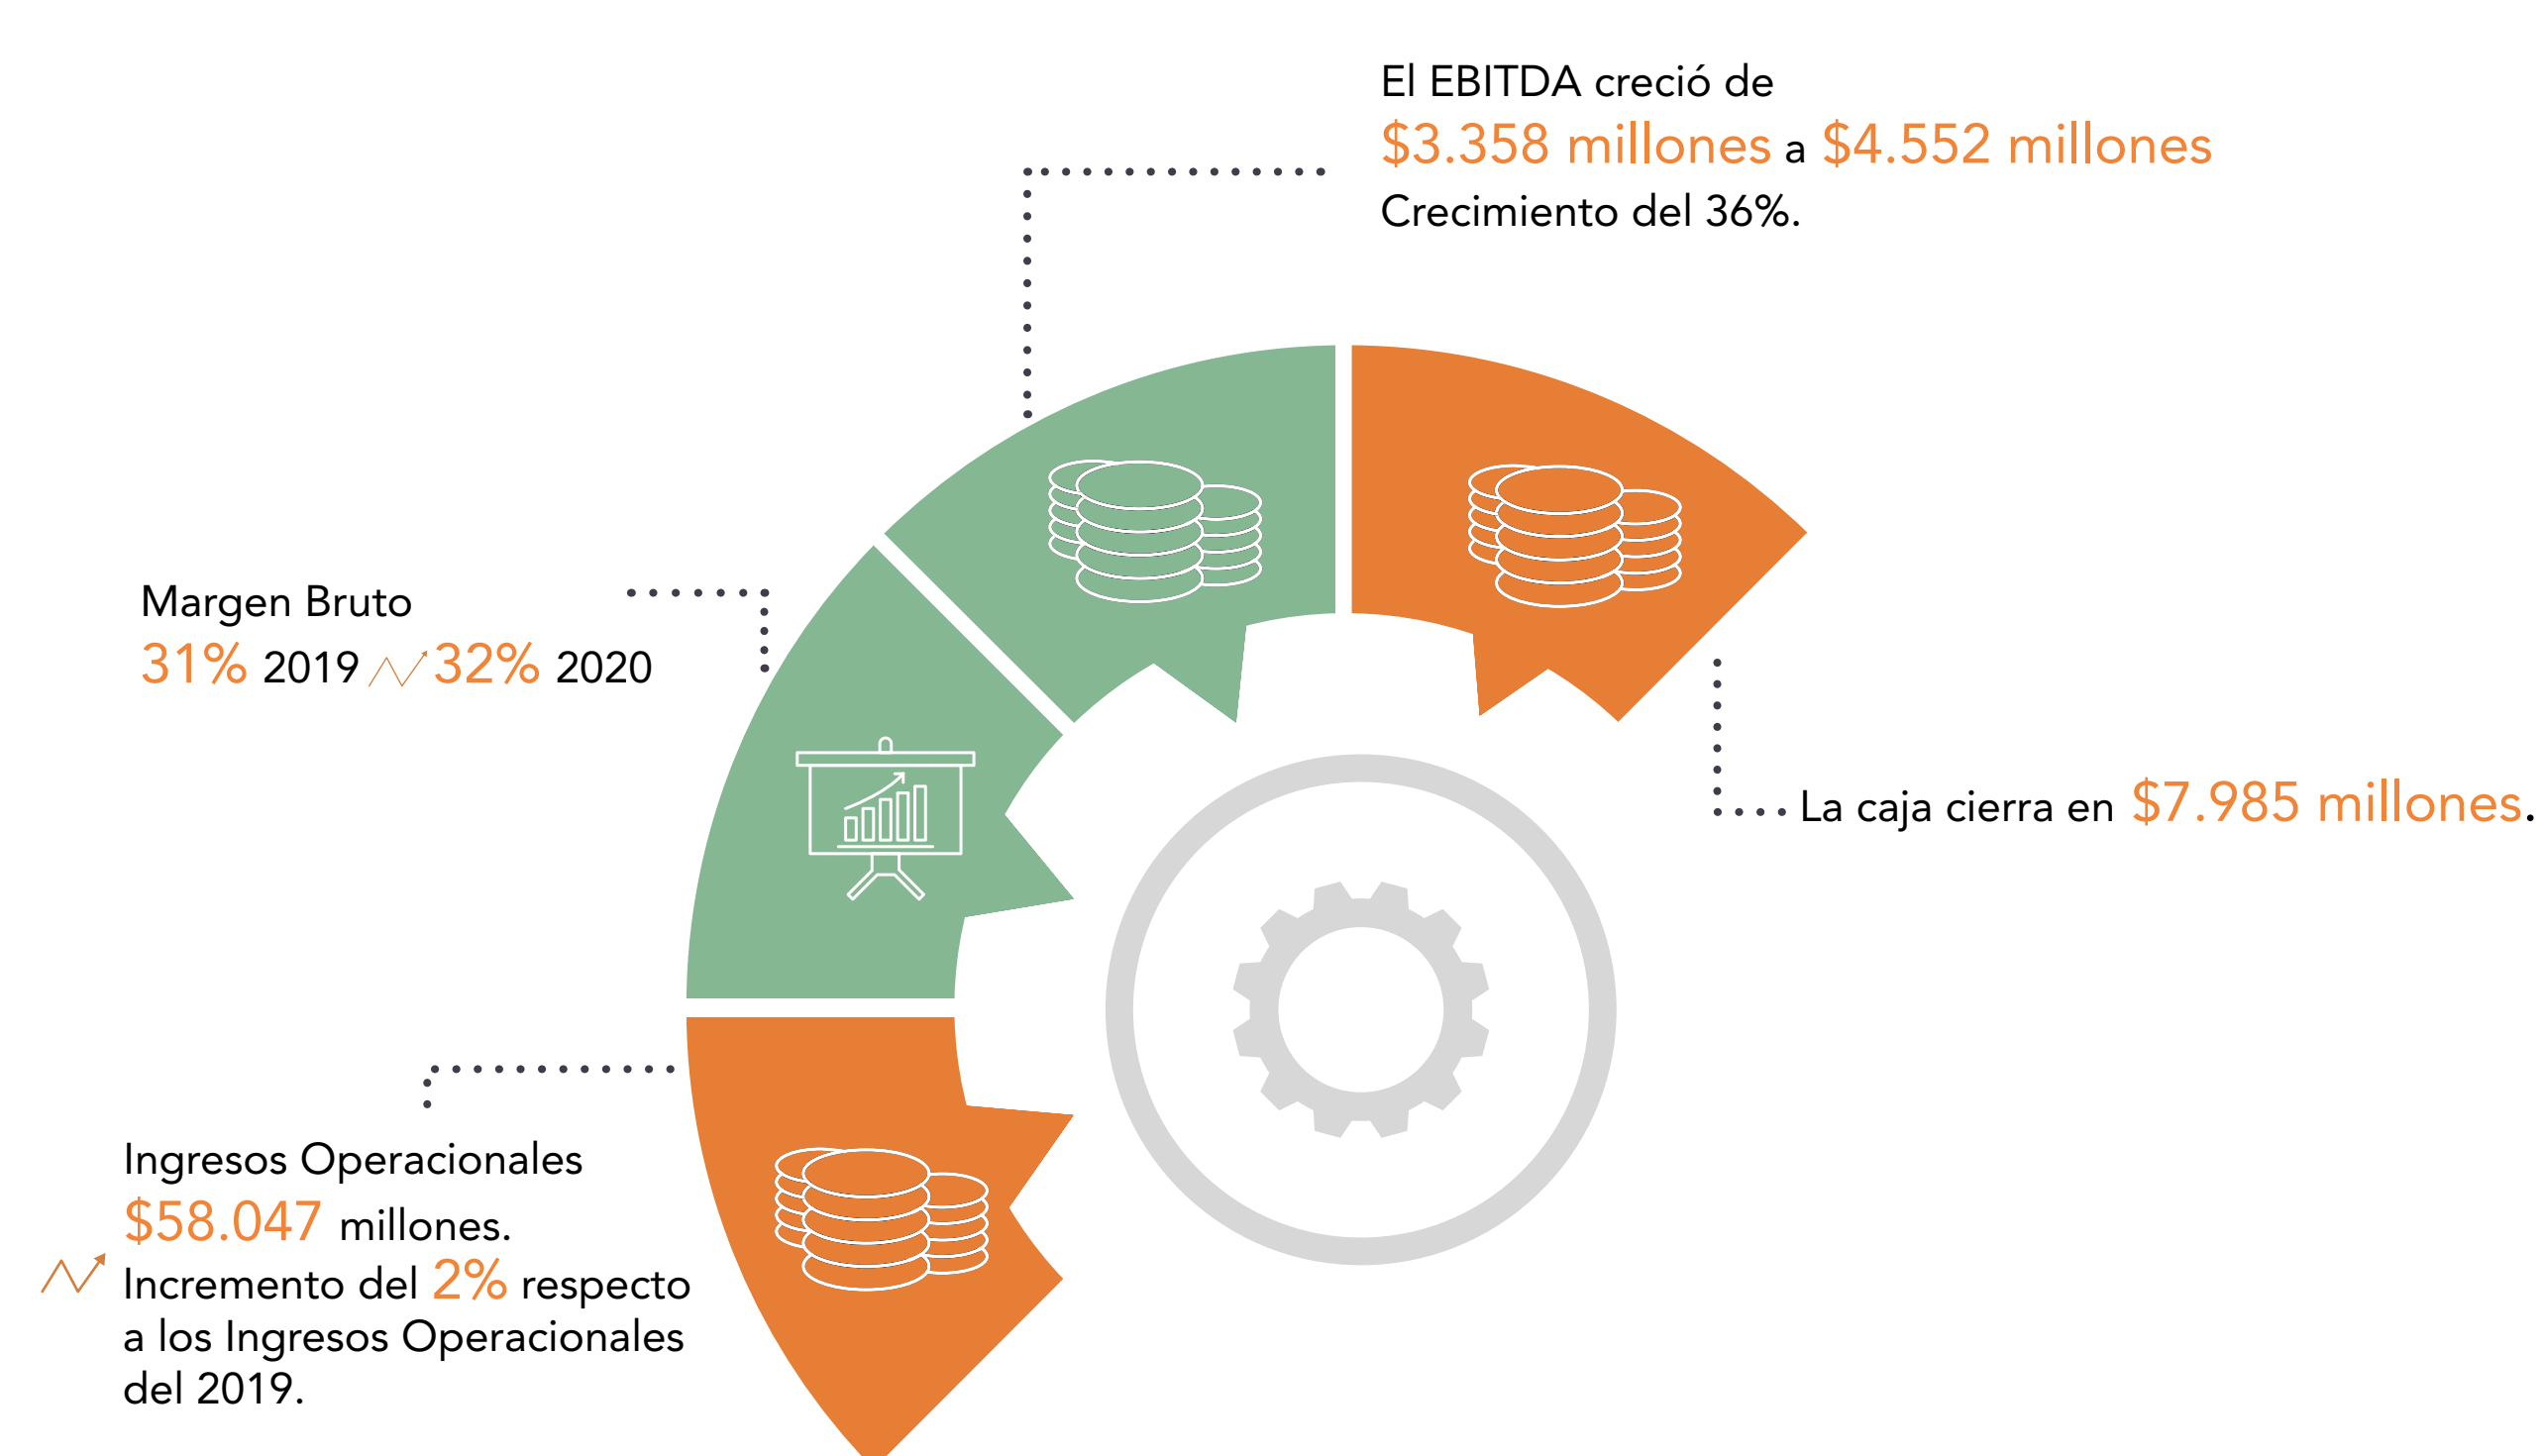 El EBITDA creció de
$3.358 millones a $4.552 millones
Crecimiento del 36%.
Margen Bruto
31% 2019 32% 2020
La caja cierra en $7.985 millones.
Ingresos Operacionales
$58.047 millones.
Incremento del 2% respecto
a los Ingresos Operacionales
del 2019.